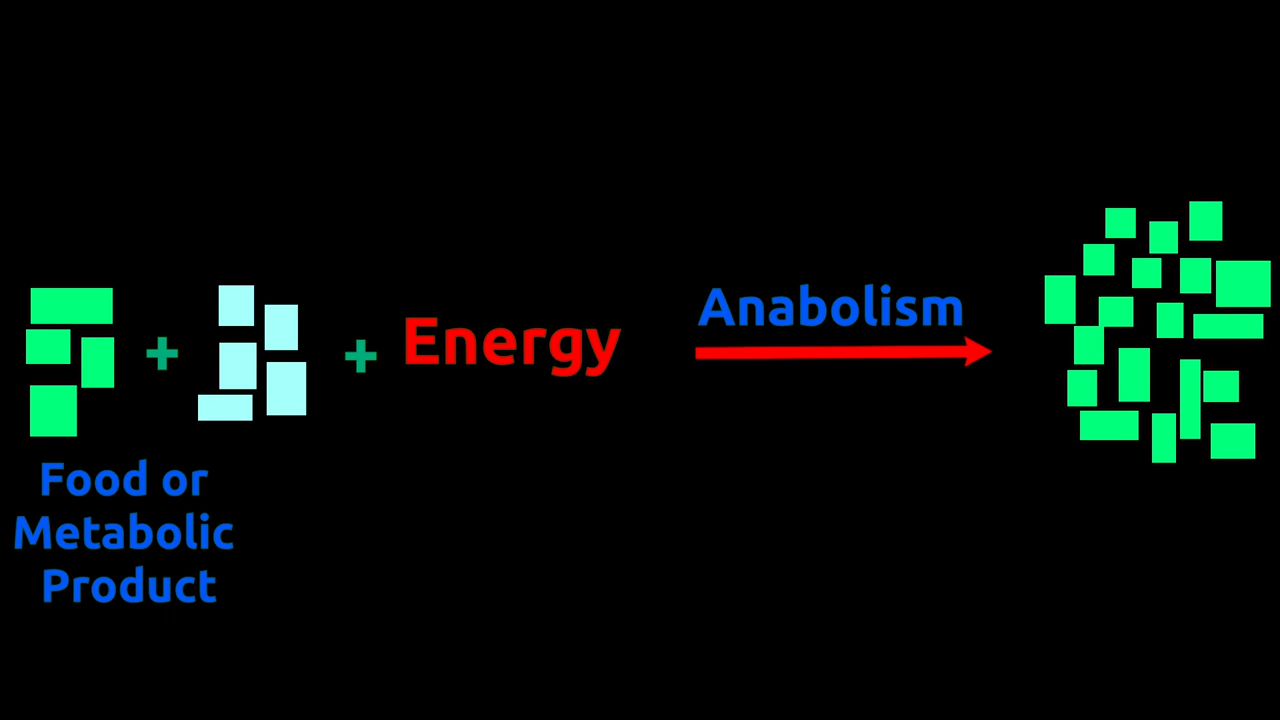 +
+
Energy
Anabolism
Food or
Metabolic
Product